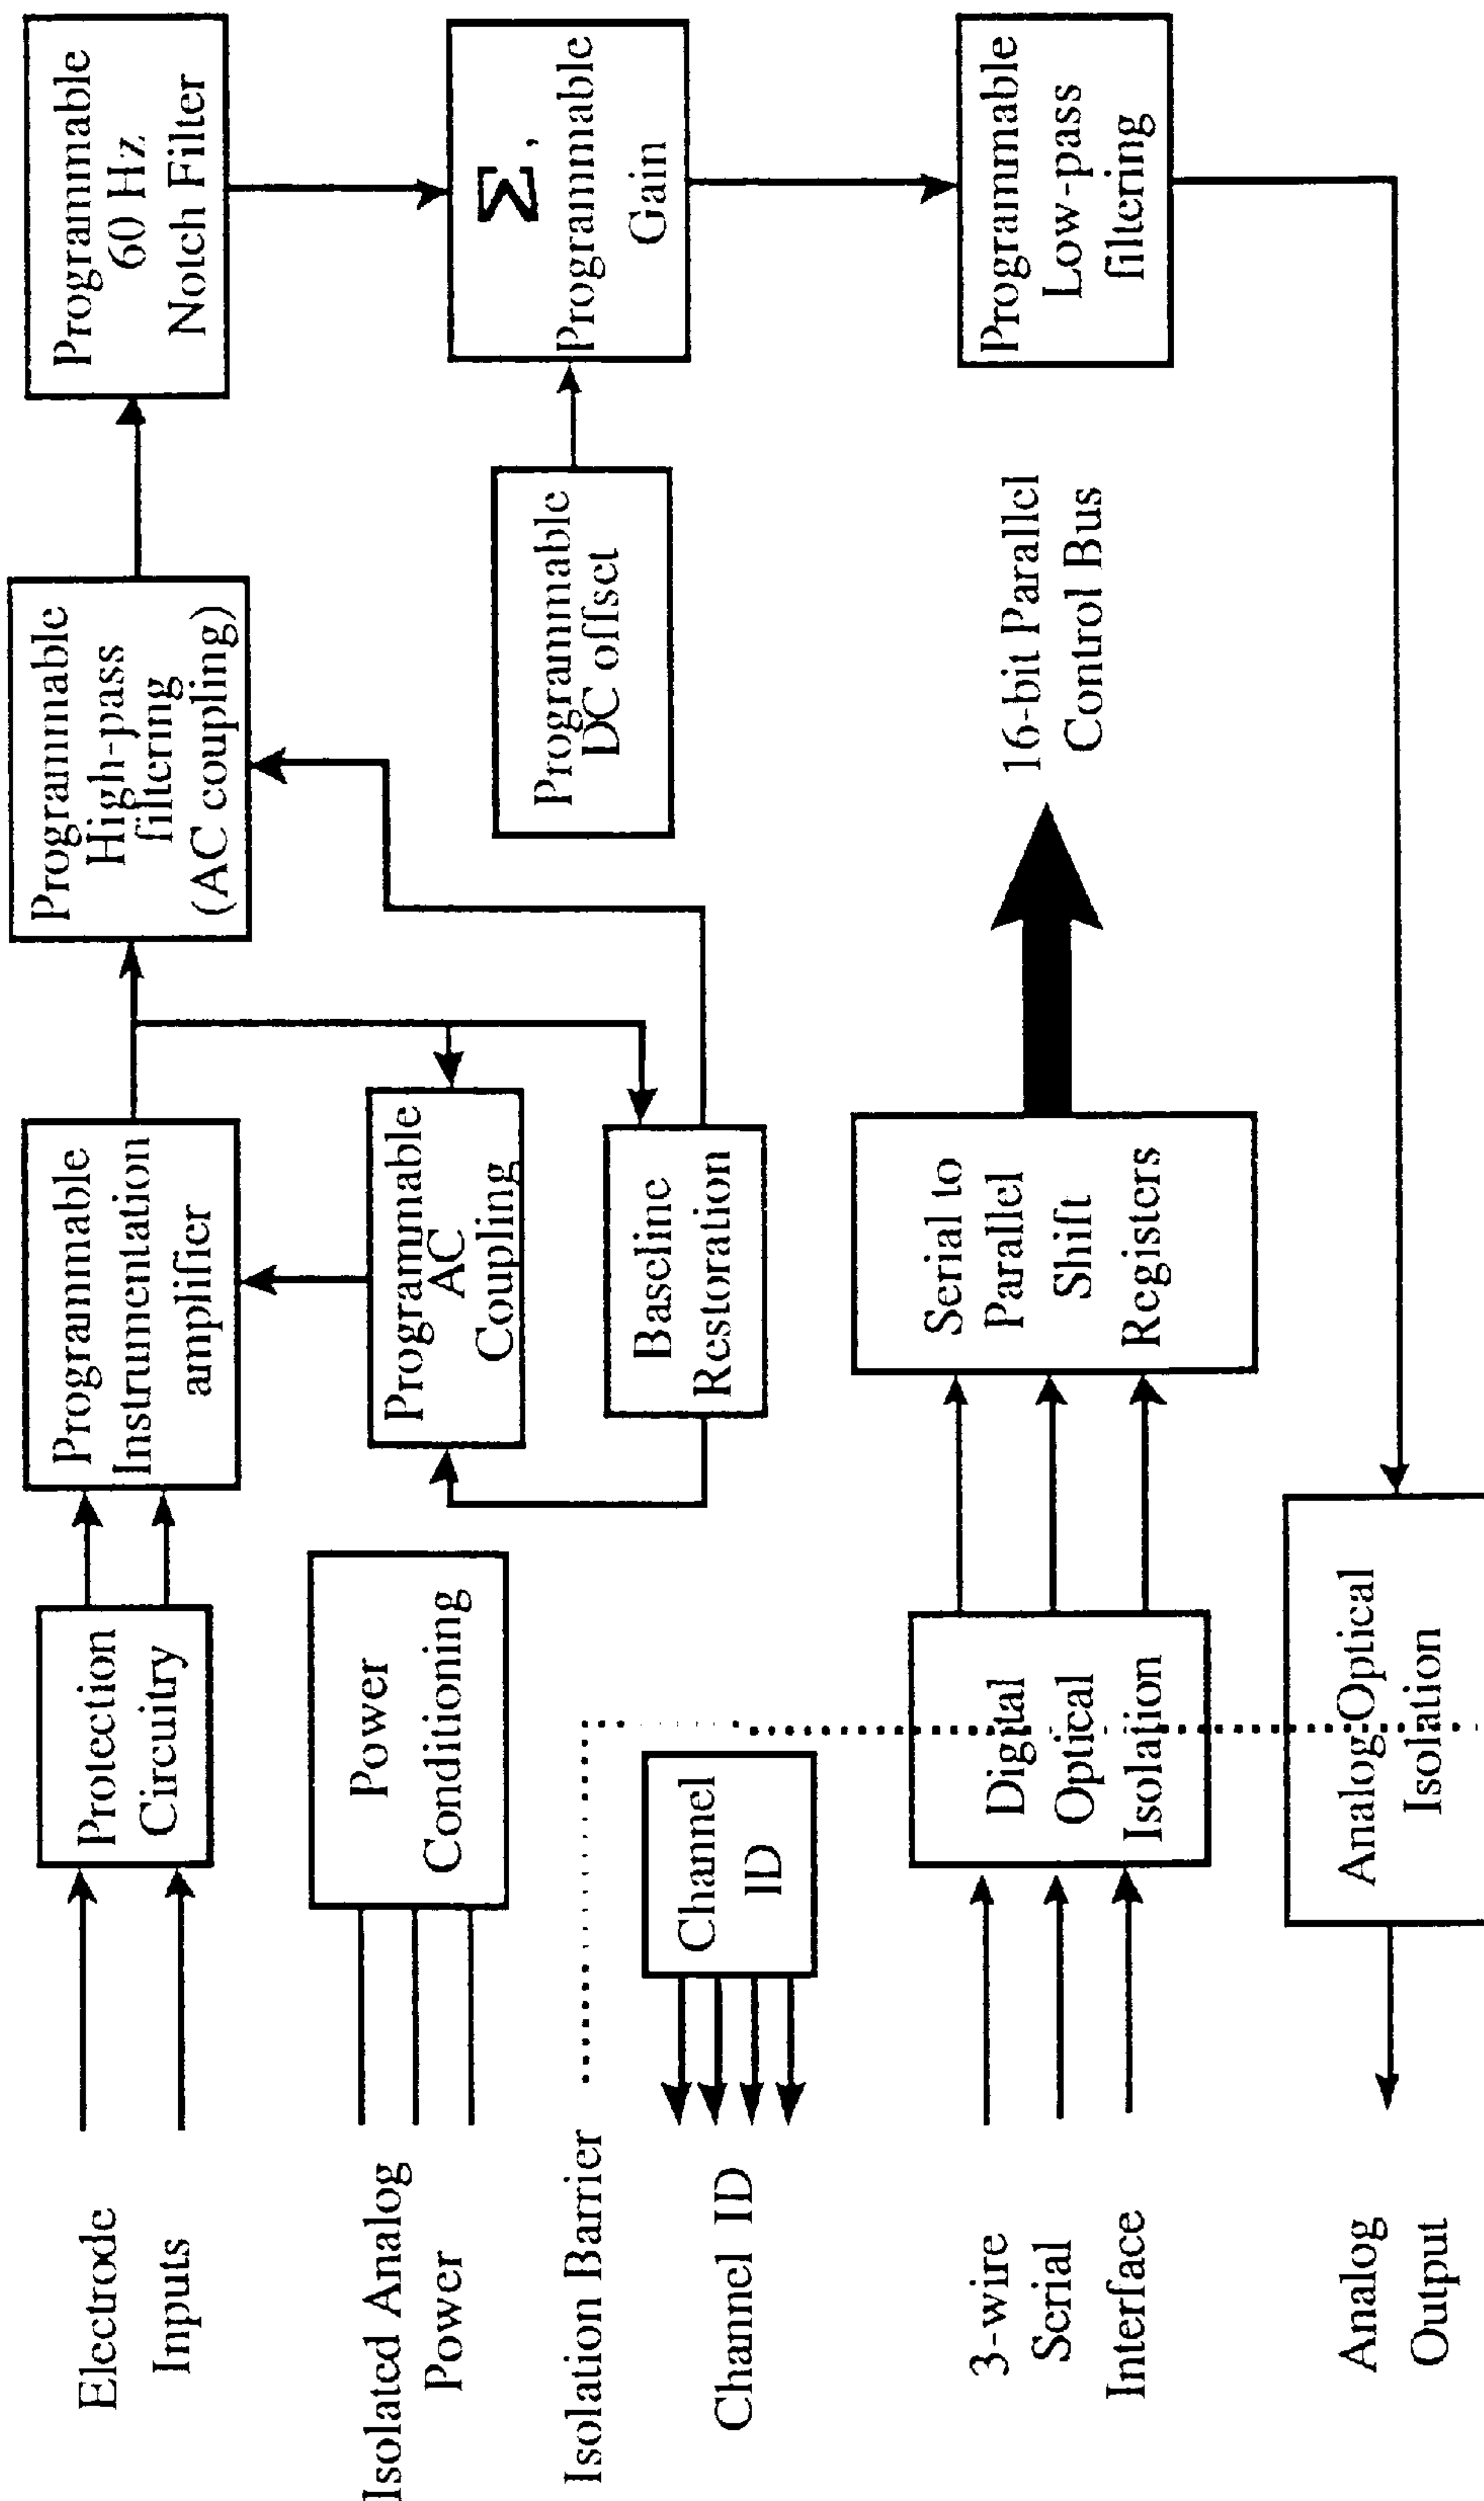 Electrode
Inputs
Protection
Circuitry
Programmable
Instrumentation
amplifier
Programmable
High-pass
filtering
(AC coupling)
Programmable
60 Hz
Notch Filter
Isolated Analog
Power
Power
Conditioning
Programmable
AC
Coupling
Baseline
Restoration
Programmable
DC offset
Σ,
Programmable
Gain
Isolation Barrier
Channel ID
Channel
ID
3-wire
Serial
Interface
Digital
Optical
Isolation
Serial to
Parallel
Shift
Registers
16-bit Parallel
Control Bus
Programmable
Low-pass
filtering
Analog
Output
Analog Optical
Isolation